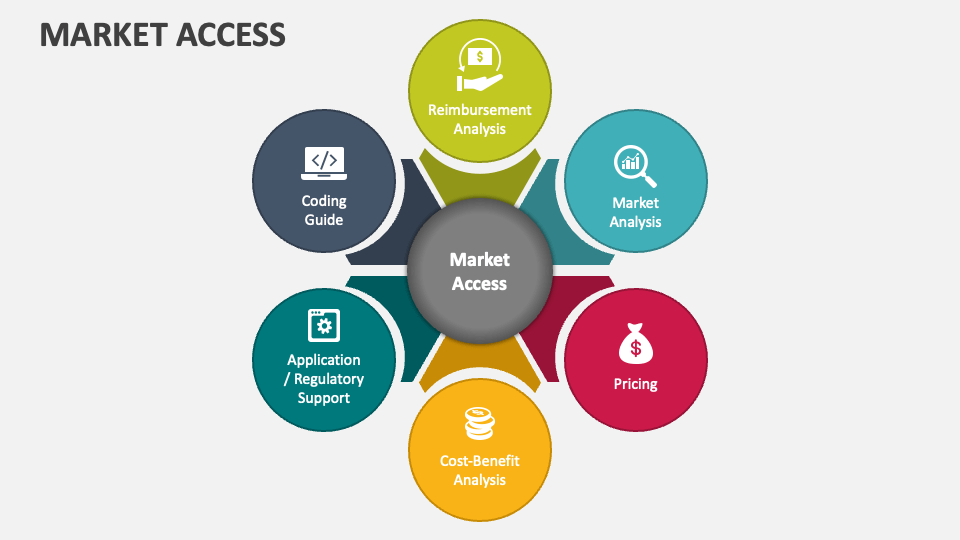 MARKET ACCESS
Reimbursement
Analysis
Market
Analysis
Pricing
Cost-Benefit
Analysis
Application
/ Regulatory
Support
Coding
Guide
Market
Access